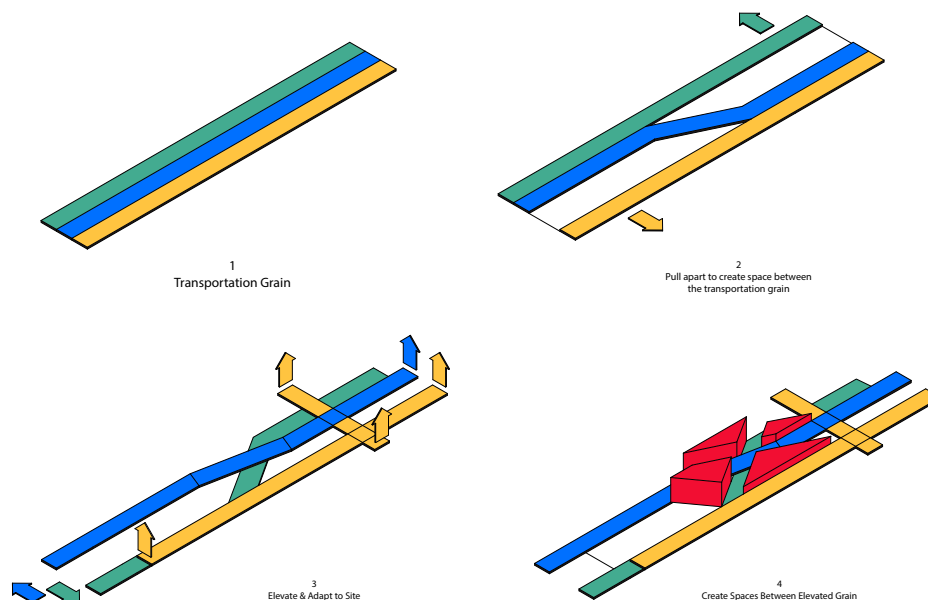 1
Transportation Grain
2
Pull apart to create space between
the transportation grain
3
Elevate & Adapt to Site
4
Create Spaces Between Elevated Grain